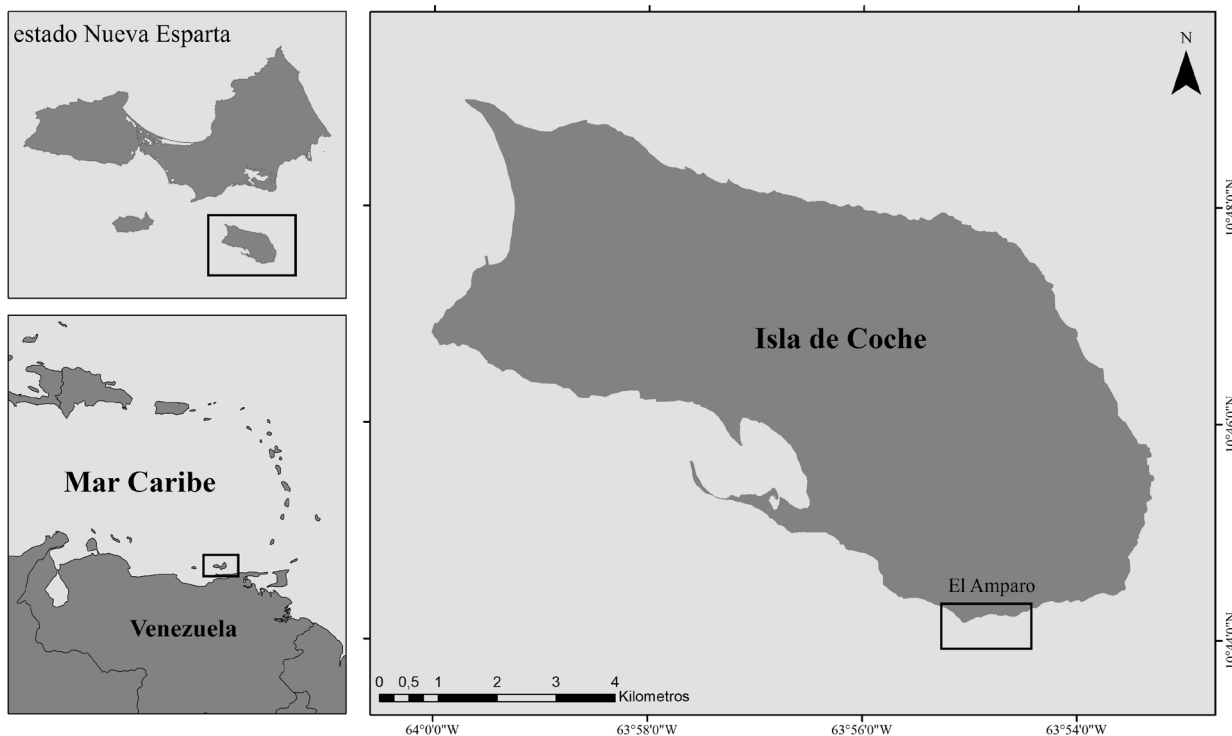 estado Nueva Esparta
Mar Caribe
Venezuela
N
Isla de Coche
El Amparo
0 0,5 1 2 3 4
Kilometros
10°48'0"N
10°46'0"N
10°44'0"N
64°0'0"W 63°58'0"W 63°56'0"W 63°54'0"W